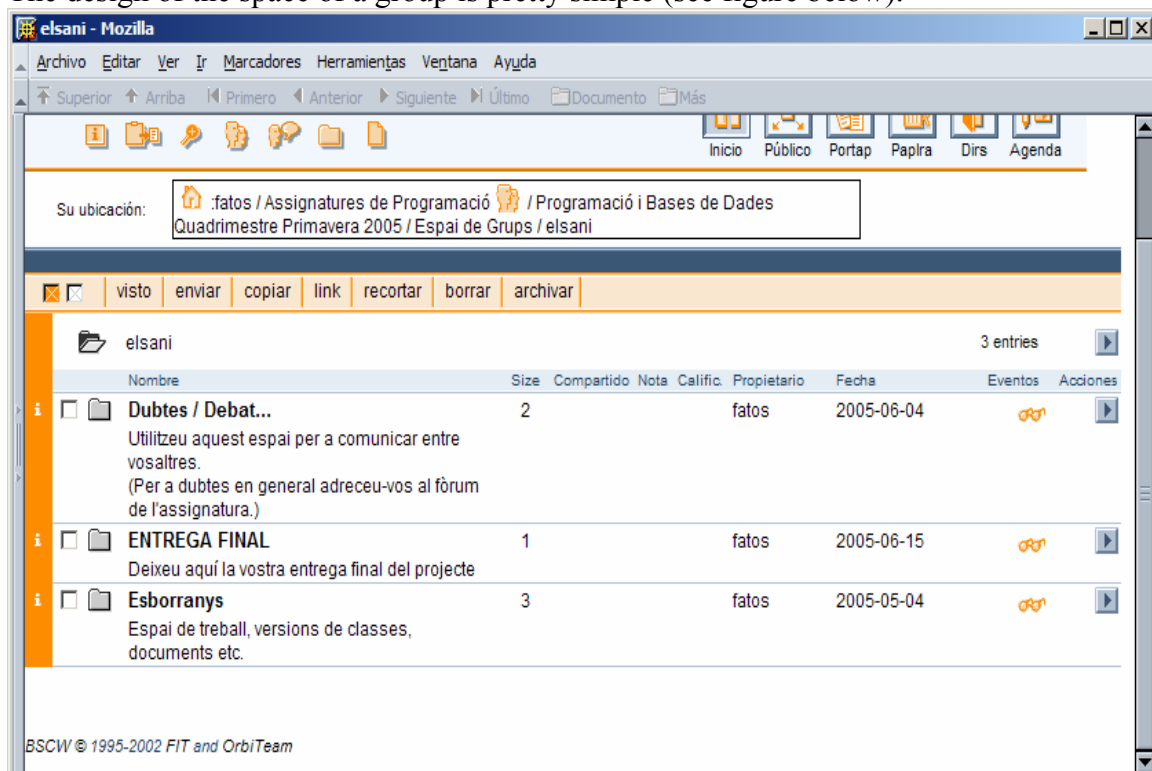 The design of the space of a group is pretty simple (see figure below).
elsani - Mozilla
Archivo Editar Ver Ir Marcadores Herramientas Ventana Ayuda
Superior Arriba Primero Anterior Siguiente Último Documento Más
Inicio Público Portap Paplra Dirs Agenda
Su ubicación: :fatos / Assignatures de Programació / Programació i Bases de Dades
Quadrimestre Primavera 2005 / Espai de Grups / elsani
visto enviar copiar link recortar borrar archivar
elsani 3 entries
Nombre Size Compartido Nota Calific. Propietario Fecha Eventos Acciones
Dubtes / Debat... 2 fatos 2005-06-04
Utilitzeu aquest espai per a comunicar entre
vosaltres.
(Per a dubtes en general adreceu-vos al fòrum
de l'assignatura.)
ENTREGA FINAL 1 fatos 2005-06-15
Deixeu aquí la vostra entrega final del projecte
Esborranys 3 fatos 2005-05-04
Espai de treball, versions de classes,
documents etc.
BSCW © 1995-2002 FIT and OrbiTeam